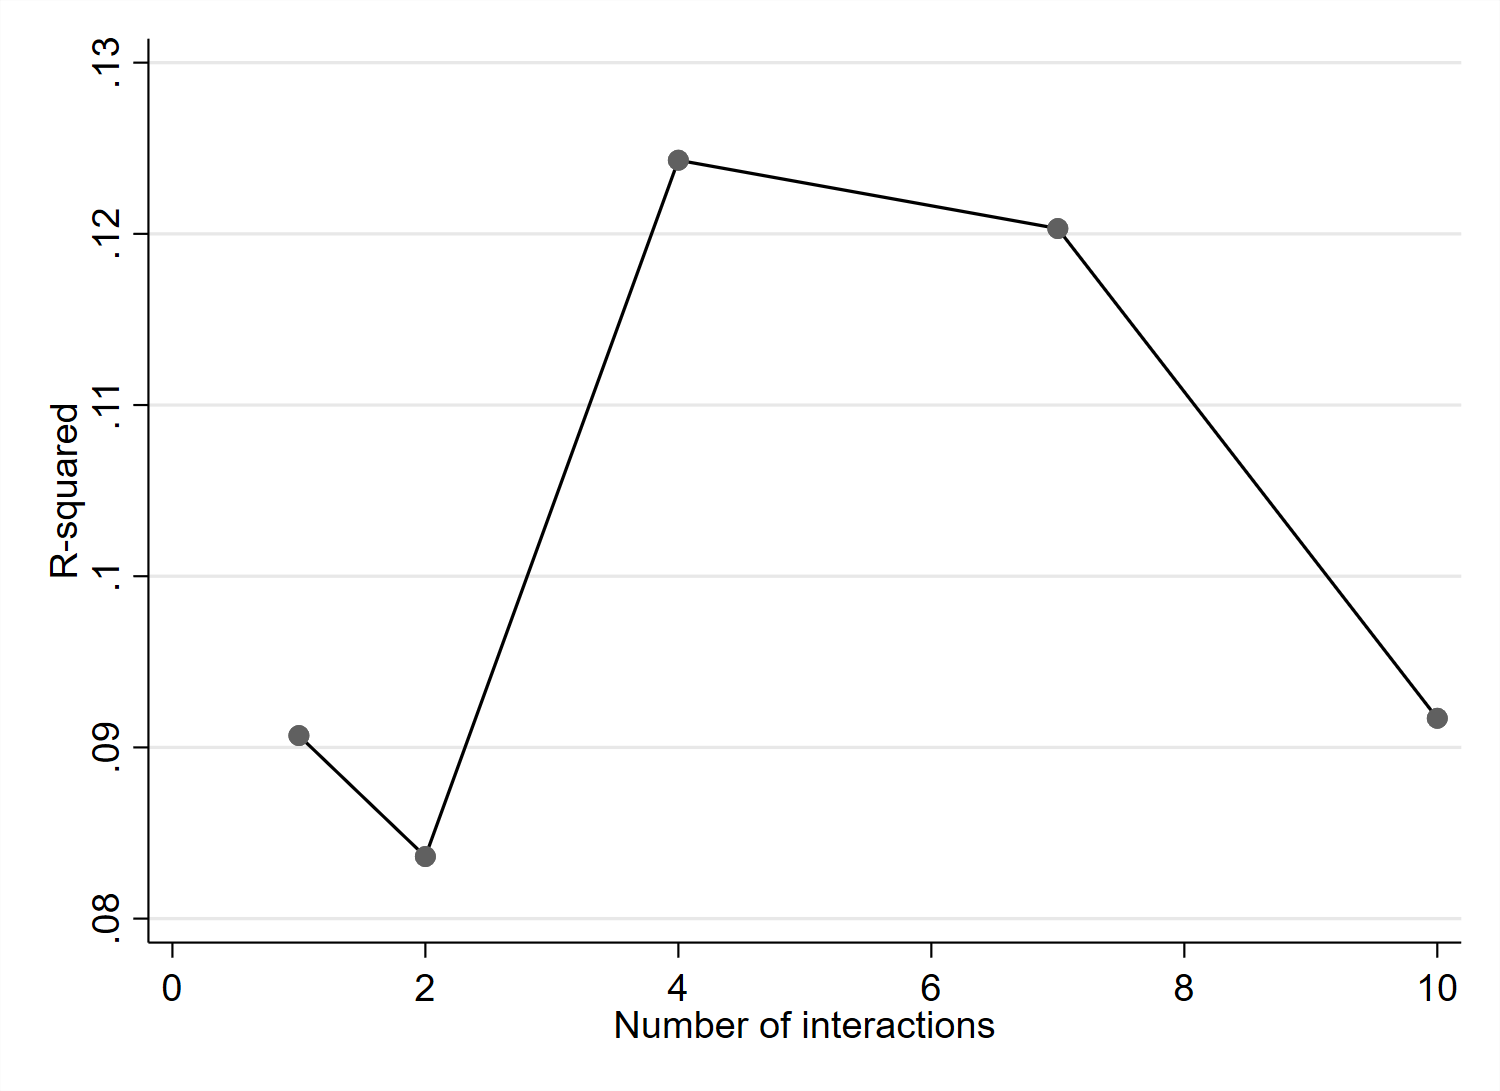 R-squared
.13
.12
.11
.1
.09
.08
0 2 4 6 8 10
Number of interactions